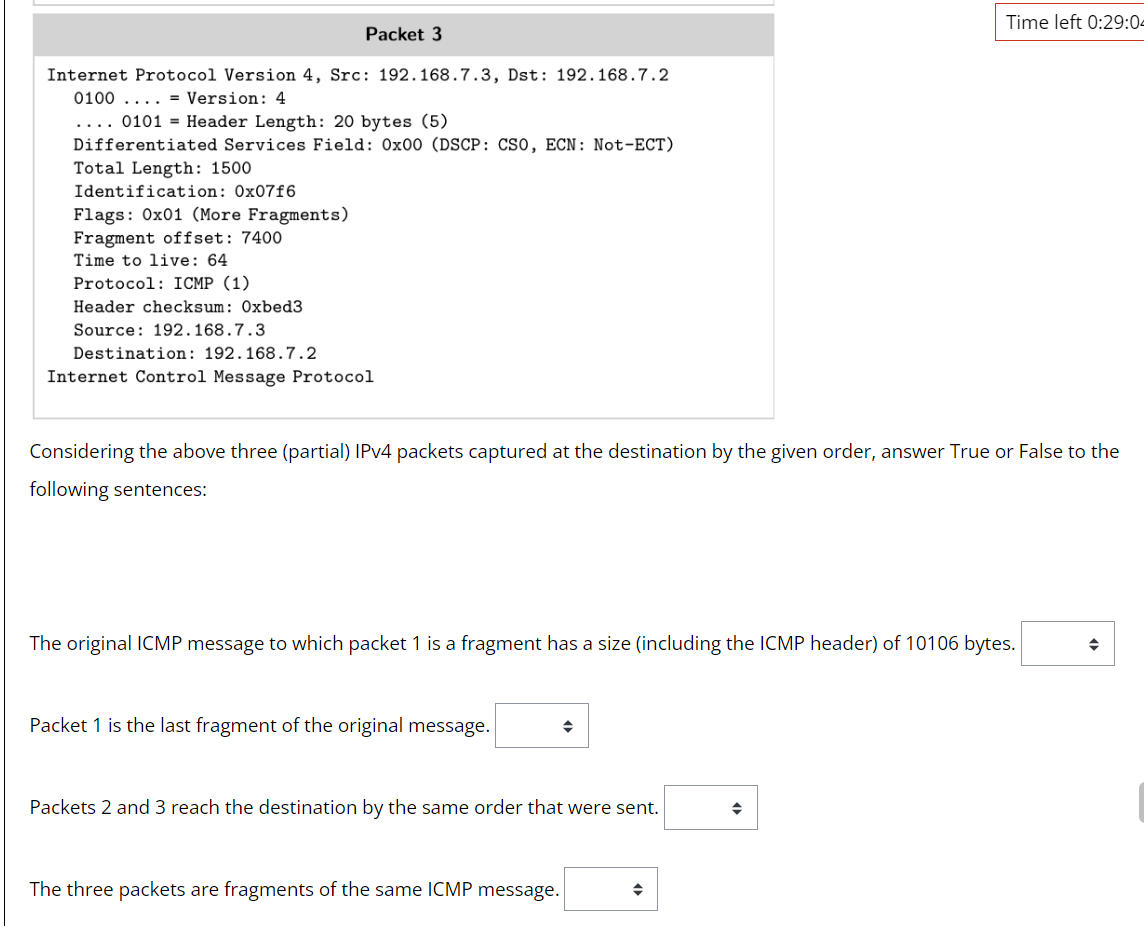 Packet 3
Time left 0:29:04
Internet Protocol Version 4, Src: 192.168.7.3, Dst: 192.168.7.2
0100 .... = Version: 4
.... 0101 = Header Length: 20 bytes (5)
Differentiated Services Field: 0x00 (DSCP: CS0, ECN: Not-ECT)
Total Length: 1500
Identification: 0x07f6
Flags: 0x01 (More Fragments)
Fragment offset: 7400
Time to live: 64
Protocol: ICMP (1)
Header checksum: 0xbed3
Source: 192.168.7.3
Destination: 192.168.7.2
Internet Control Message Protocol
Considering the above three (partial) IPv4 packets captured at the destination by the given order, answer True or False to the
following sentences:
The original ICMP message to which packet 1 is a fragment has a size (including the ICMP header) of 10106 bytes.
Packet 1 is the last fragment of the original message.
Packets 2 and 3 reach the destination by the same order that were sent.
The three packets are fragments of the same ICMP message.